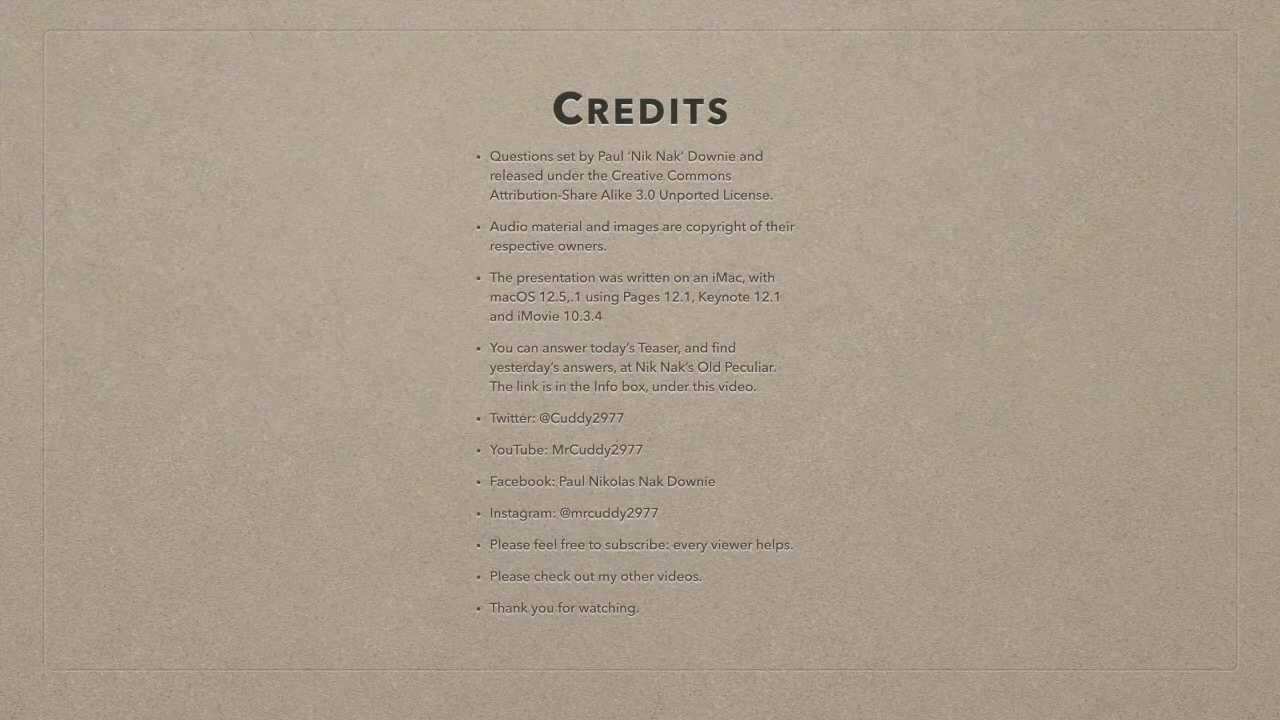 CREDITS
• Questions set by Paul ‘Nik Nak’ Downie and
released under the Creative Commons
Attribution-Share Alike 3.0 Unported License.
• Audio material and images are copyright of their
respective owners.
• The presentation was written on an iMac, with
macOS 12.5,.1 using Pages 12.1, Keynote 12.1
and iMovie 10.3.4
• You can answer today’s Teaser, and find
yesterday’s answers, at Nik Nak’s Old Peculiar.
The link is in the Info box, under this video.
• Twitter: @Cuddy2977
• YouTube: MrCuddy2977
• Facebook: Paul Nikolas Nak Downie
• Instagram: @mrcuddy2977
• Please feel free to subscribe: every viewer helps.
• Please check out my other videos.
• Thank you for watching.